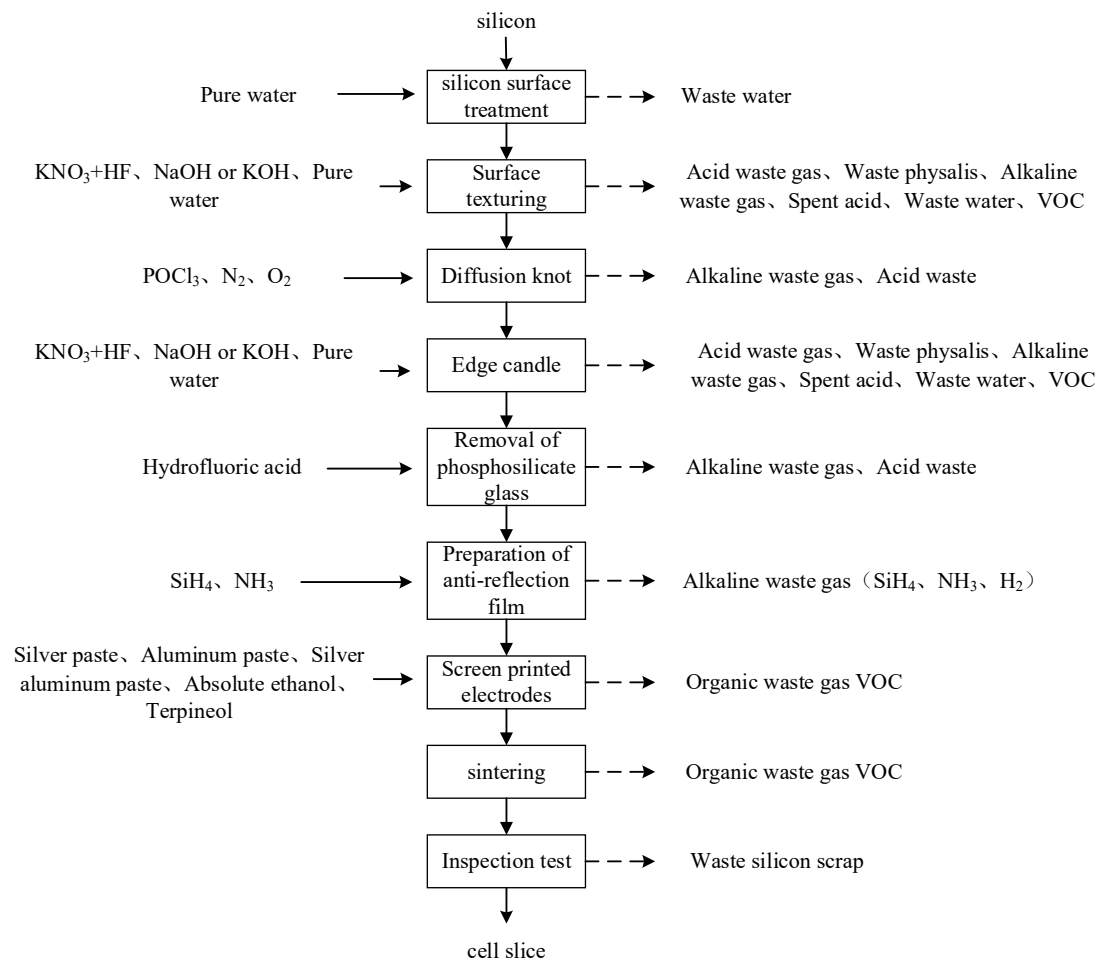 silicon
Pure water
silicon surface
treatment
Waste water
KNO₃+HF、NaOH or KOH、Pure
water
Surface
texturing
Acid waste gas、Waste physalis、Alkaline
waste gas、Spent acid、Waste water、VOC
POCl₃、N₂、O₂
Diffusion knot
Alkaline waste gas、Acid waste
KNO₃+HF、NaOH or KOH、Pure
water
Edge candle
Acid waste gas、Waste physalis、Alkaline
waste gas、Spent acid、Waste water、VOC
Hydrofluoric acid
Removal of
phosphosilicate
glass
Alkaline waste gas、Acid waste
SiH₄、NH₃
Preparation of
anti-reflection
film
Alkaline waste gas（SiH₄、NH₃、H₂）
Silver paste、Aluminum paste、Silver
aluminum paste、Absolute ethanol、
Terpineol
Screen printed
electrodes
Organic waste gas VOC
sintering
Organic waste gas VOC
Inspection test
Waste silicon scrap
cell slice